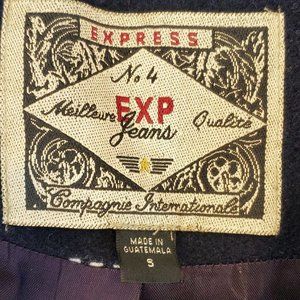 EXPRESS
No 4
Meilleure EXP Qualité
Jeans
Compagnie Internationale
MADE IN
GUATEMALA
S